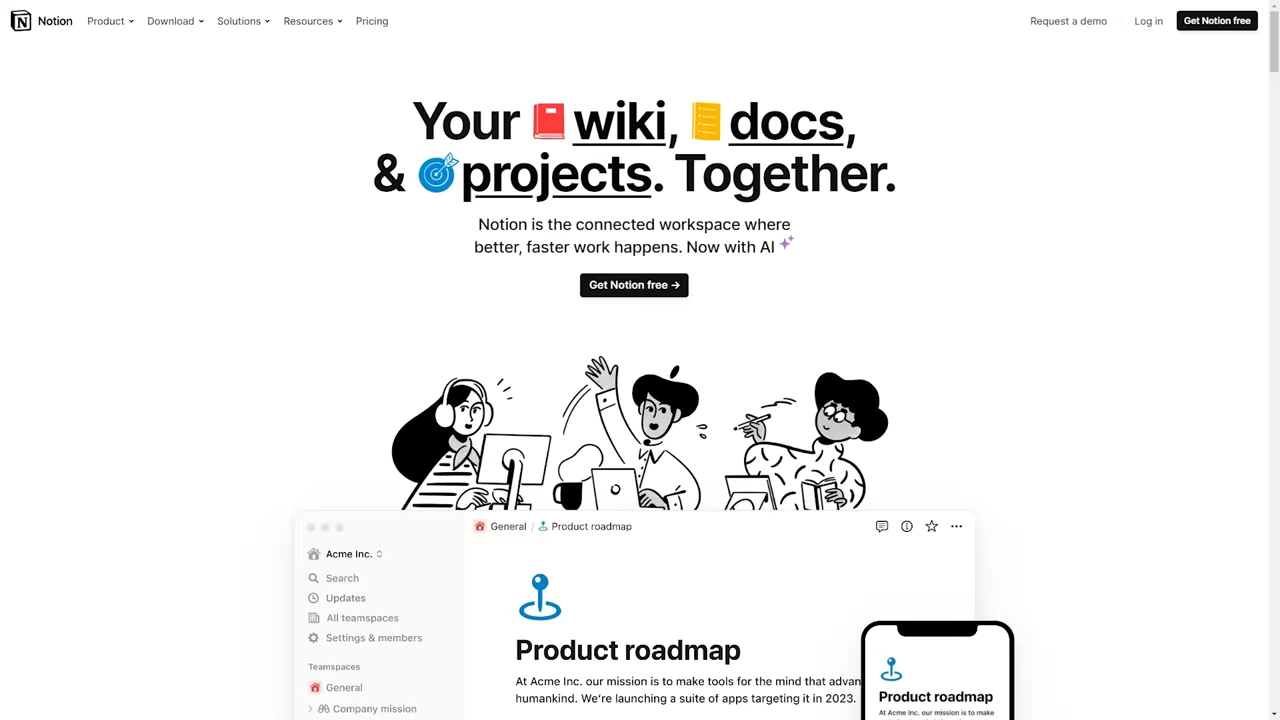 Notion
Product
Download
Solutions
Resources
Pricing
Request a demo
Log in
Get Notion free
Your wiki, docs,
& projects. Together.
Notion is the connected workspace where
better, faster work happens. Now with AI
Get Notion free →
General / Product roadmap
Acme Inc.
Search
Updates
All teamspaces
Settings & members
Teamspaces
General
Company mission
Product roadmap
At Acme Inc. our mission is to make tools for the mind that advan
humankind. We're launching a suite of apps targeting it in 2023.
Product roadmap
At Acme Inc. our mission is to make